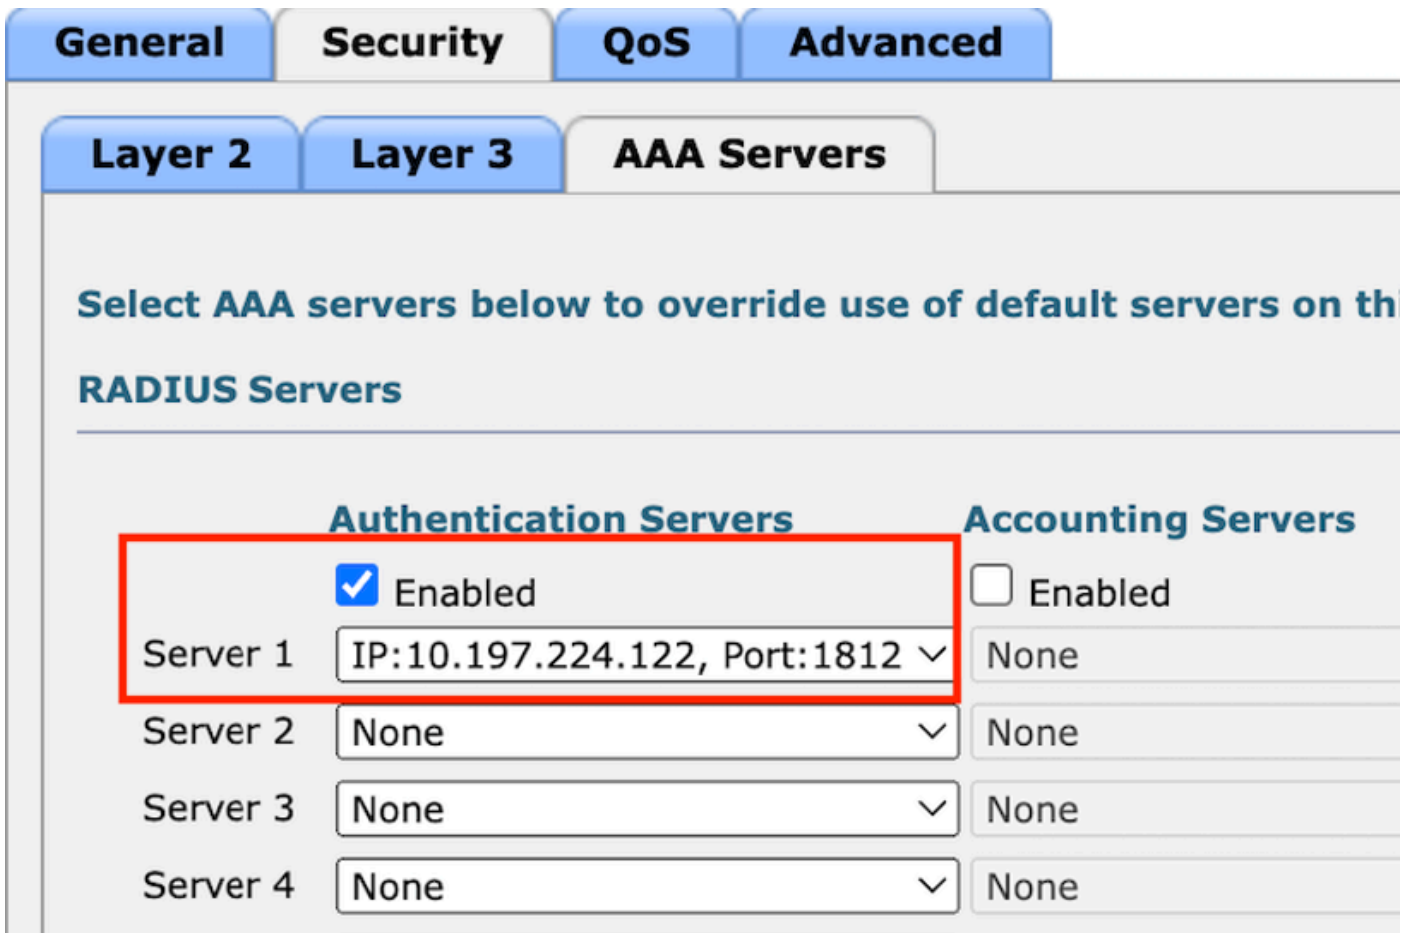 General Security QoS Advanced
Layer 2 Layer 3 AAA Servers
Select AAA servers below to override use of default servers on thi
RADIUS Servers
Authentication Servers Accounting Servers
Enabled Enabled
Server 1 IP:10.197.224.122, Port:1812 None
Server 2 None None
Server 3 None None
Server 4 None None